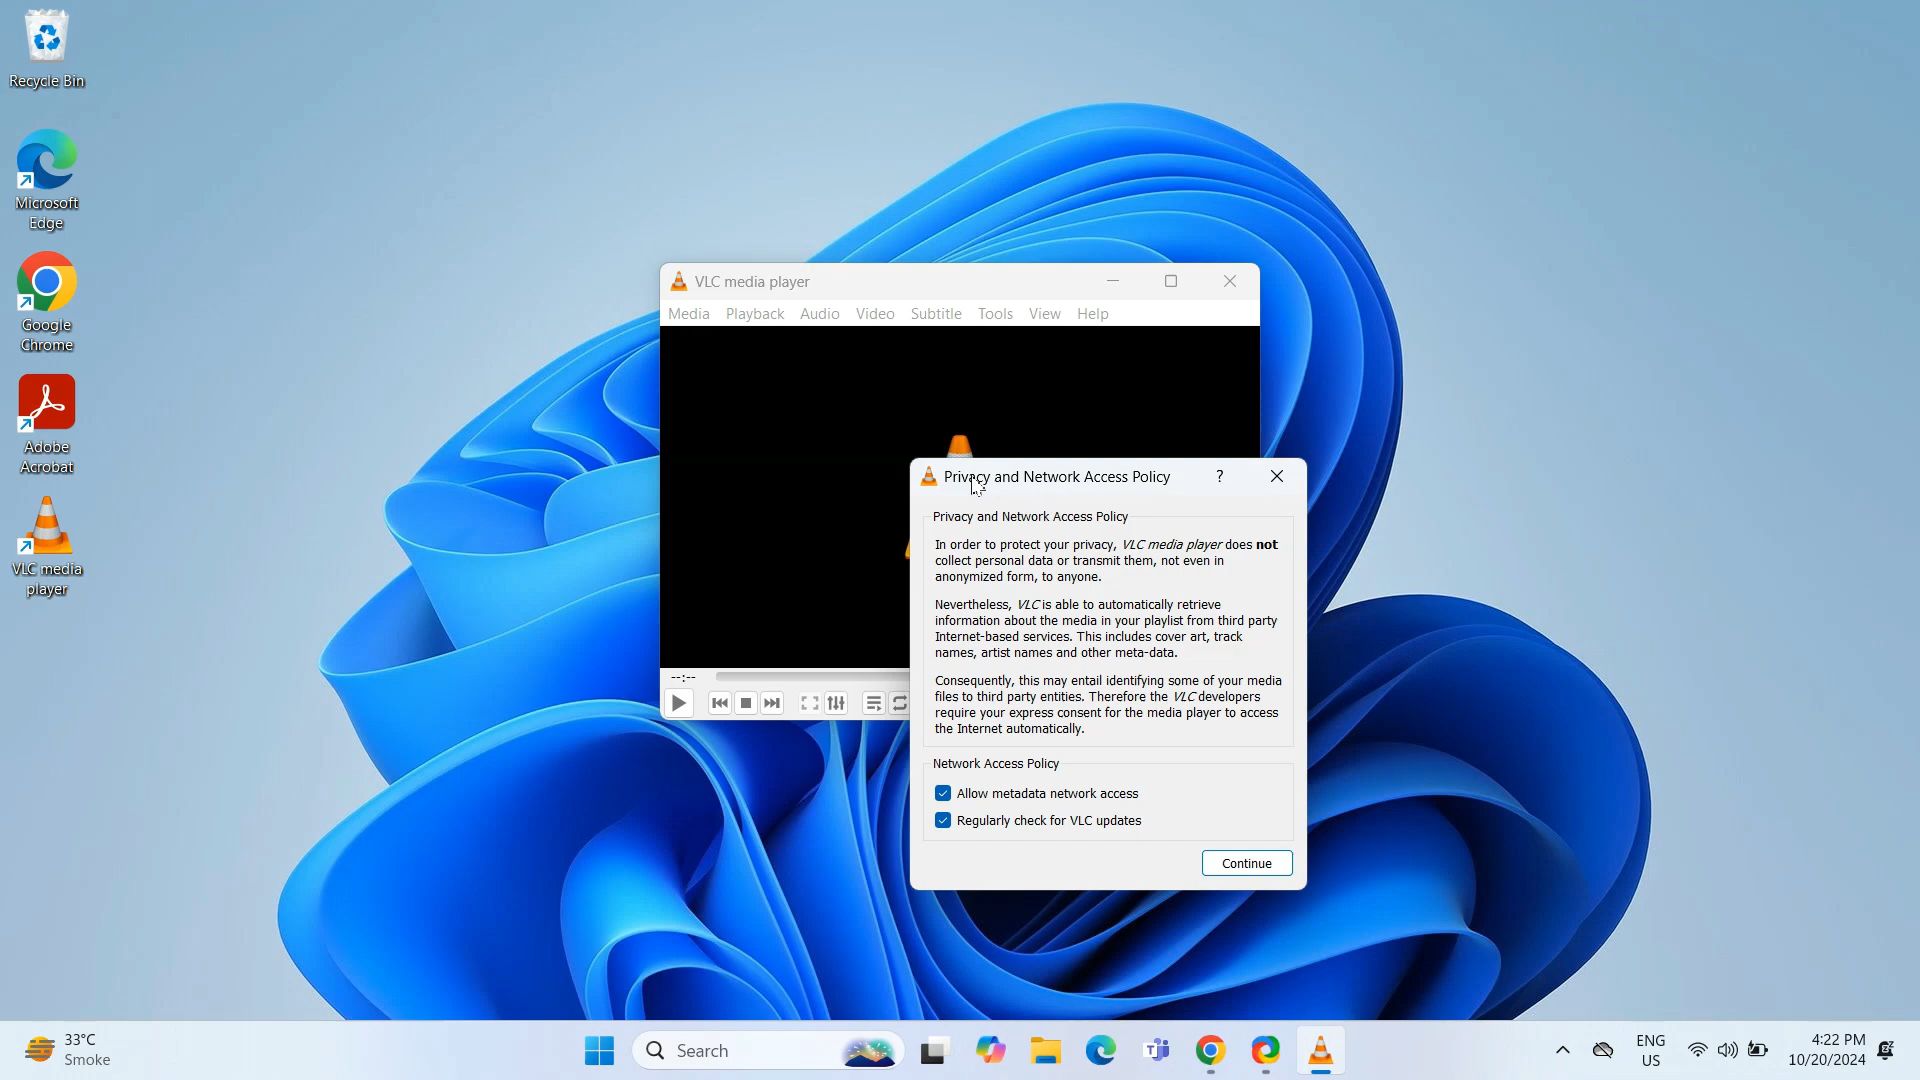 Recycle Bin
Microsoft
Edge
Google
Chrome
Adobe
Acrobat
VLC media
player
VLC media player
Media Playback Audio Video Subtitle Tools View Help
--:--
Privacy and Network Access Policy ?
Privacy and Network Access Policy
In order to protect your privacy, VLC media player does not
collect personal data or transmit them, not even in
anonymized form, to anyone.
Nevertheless, VLC is able to automatically retrieve
information about the media in your playlist from third party
Internet-based services. This includes cover art, track
names, artist names and other meta-data.
Consequently, this may entail identifying some of your media
files to third party entities. Therefore the VLC developers
require your express consent for the media player to access
the Internet automatically.
Network Access Policy
Allow metadata network access
Regularly check for VLC updates
Continue
33°C
Smoke
Search
ENG
US
4:22 PM
10/20/2024